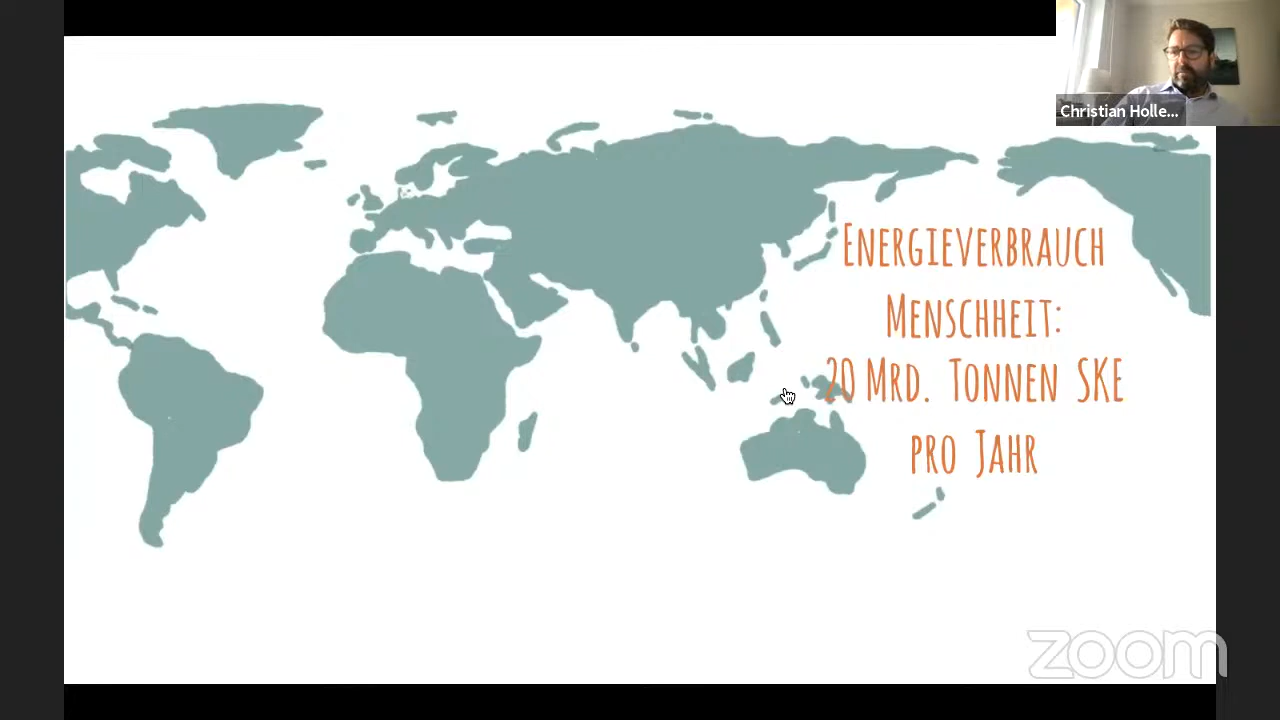 Christian Holle...
Energieverbrauch
Menschheit:
20 Mrd. Tonnen SKE
pro Jahr
zoom